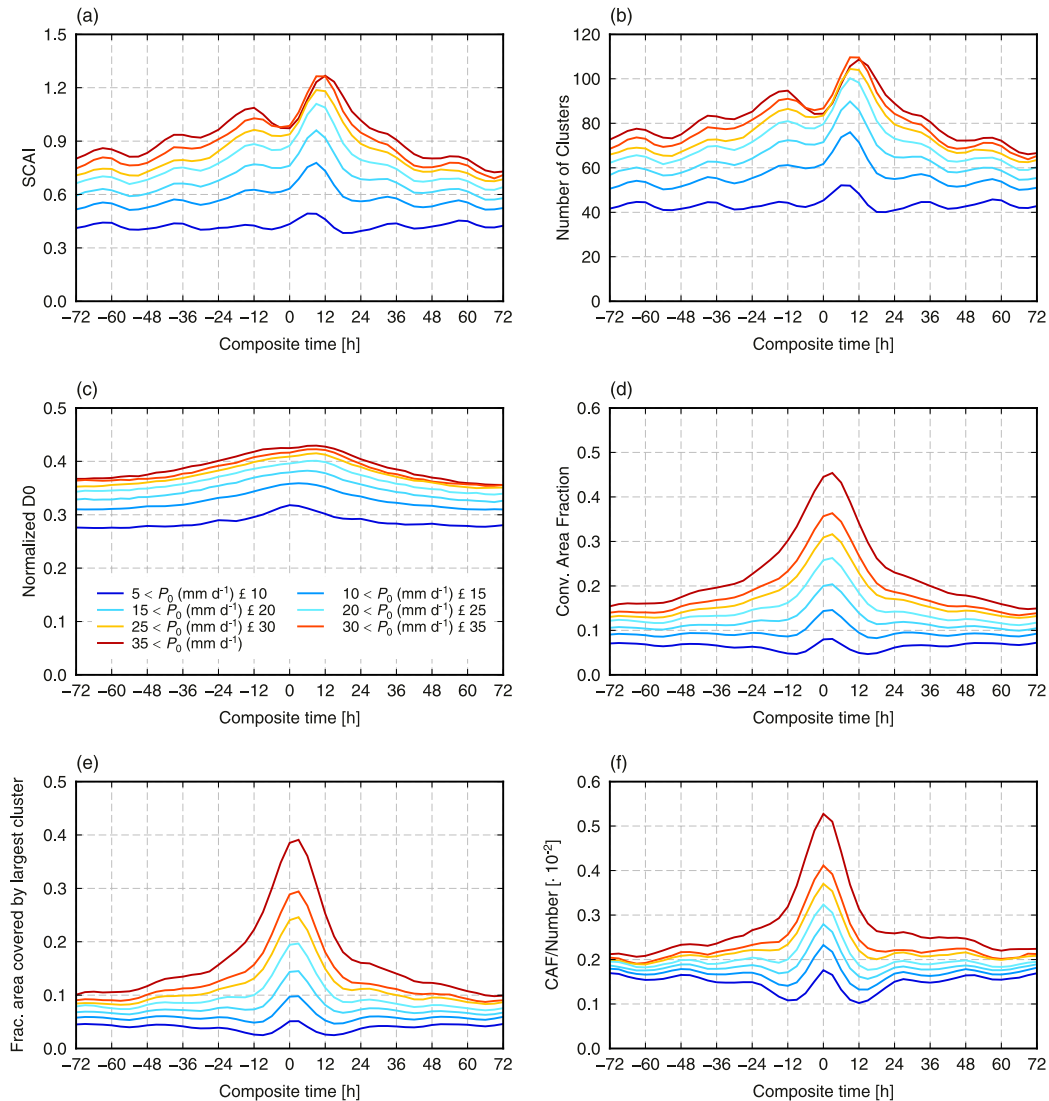 (a)
1.5
1.2
0.9
0.6
0.3
0.0
SCAI
−72 −60 −48 −36 −24 −12 0 12 24 36 48 60 72
Composite time [h]
(b)
120
100
80
60
40
20
0
Number of Clusters
−72 −60 −48 −36 −24 −12 0 12 24 36 48 60 72
Composite time [h]
(c)
0.5
0.4
0.3
0.2
0.1
0.0
Normalized D0
5 < P₀ (mm d⁻¹) £ 10
10 < P₀ (mm d⁻¹) £ 15
15 < P₀ (mm d⁻¹) £ 20
20 < P₀ (mm d⁻¹) £ 25
25 < P₀ (mm d⁻¹) £ 30
30 < P₀ (mm d⁻¹) £ 35
35 < P₀ (mm d⁻¹)
−72 −60 −48 −36 −24 −12 0 12 24 36 48 60 72
Composite time [h]
(d)
0.6
0.5
0.4
0.3
0.2
0.1
0.0
Conv. Area Fraction
−72 −60 −48 −36 −24 −12 0 12 24 36 48 60 72
Composite time [h]
(e)
0.5
0.4
0.3
0.2
0.1
0.0
Frac. area covered by largest cluster
−72 −60 −48 −36 −24 −12 0 12 24 36 48 60 72
Composite time [h]
(f)
0.6
0.5
0.4
0.3
0.2
0.1
0.0
CAF/Number [· 10⁻²]
−72 −60 −48 −36 −24 −12 0 12 24 36 48 60 72
Composite time [h]